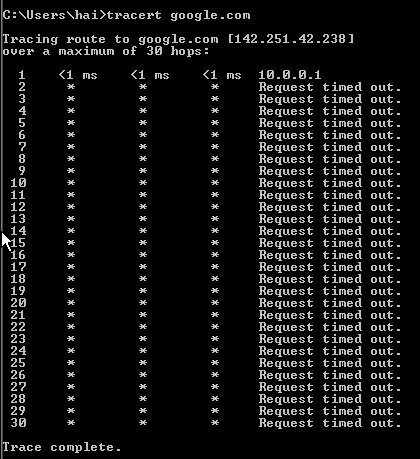 C:\Users\hai>tracert google.com
Tracing route to google.com [142.251.42.238]
over a maximum of 30 hops:
1 <1 ms <1 ms <1 ms 10.0.0.1
2 * * * Request timed out.
3 * * * Request timed out.
4 * * * Request timed out.
5 * * * Request timed out.
6 * * * Request timed out.
7 * * * Request timed out.
8 * * * Request timed out.
9 * * * Request timed out.
10 * * * Request timed out.
11 * * * Request timed out.
12 * * * Request timed out.
13 * * * Request timed out.
14 * * * Request timed out.
15 * * * Request timed out.
16 * * * Request timed out.
17 * * * Request timed out.
18 * * * Request timed out.
19 * * * Request timed out.
20 * * * Request timed out.
21 * * * Request timed out.
22 * * * Request timed out.
23 * * * Request timed out.
24 * * * Request timed out.
25 * * * Request timed out.
26 * * * Request timed out.
27 * * * Request timed out.
28 * * * Request timed out.
29 * * * Request timed out.
30 * * * Request timed out.
Trace complete.